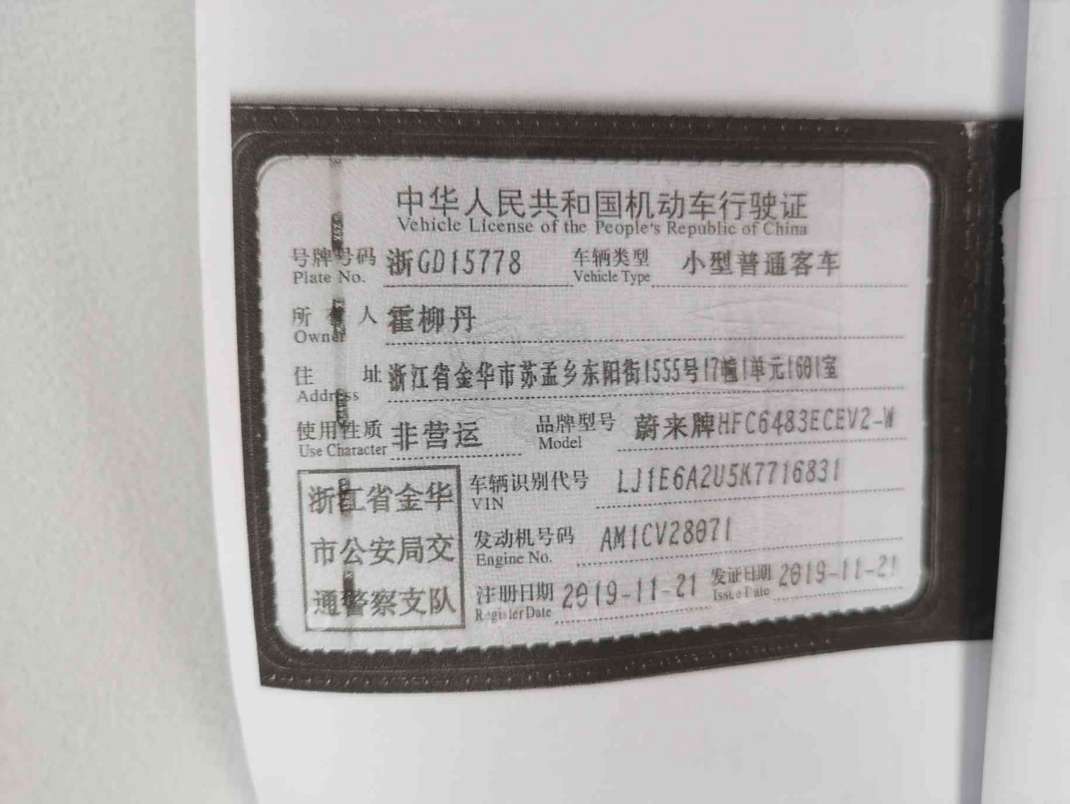 中华人民共和国机动车行驶证
Vehicle License of the People's Republic of China
号牌号码 浙GD15778 车辆类型 小型普通客车
Plate No. Vehicle Type
所有人 霍柳丹
Owner
住址 浙江省金华市苏孟乡东阳街1555号17幢1单元1601室
Address
使用性质 非营运 品牌型号 蔚来牌HFC6483ECEV2-W
Use Character Model
浙江省金华
市公安局交
通警察支队
车辆识别代号 LJ1E6A2U5K7716831
VIN
发动机号码 AM1CV28071
Engine No.
注册日期 2019-11-21 发证日期 2019-11-21
Register Date Issue Date